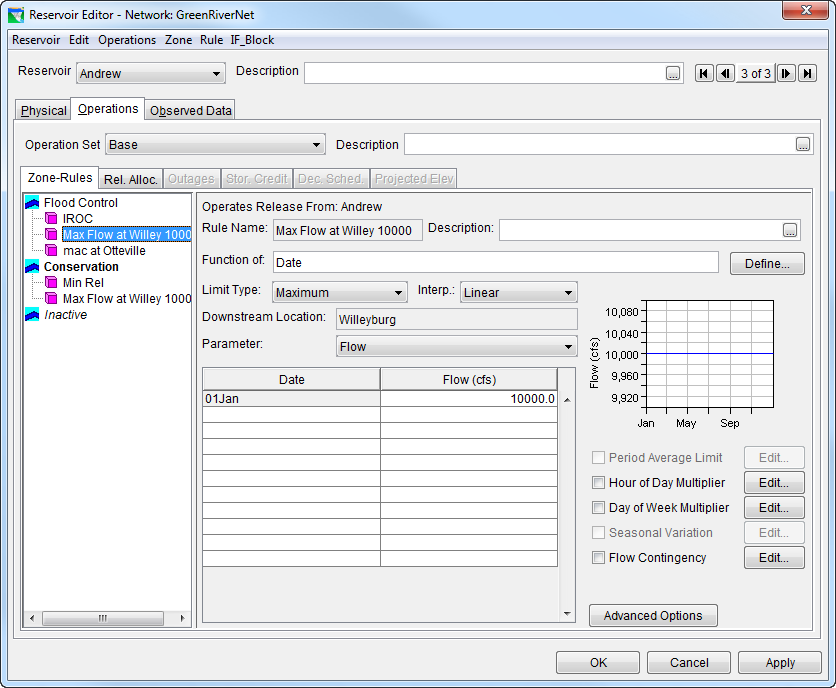 Reservoir Editor - Network: GreenRiverNet
Reservoir Edit Operations Zone Rule IF_Block
Reservoir Andrew Description ... 3 of 3
Physical Operations Observed Data
Operation Set Base Description ...
Zone-Rules Rel. Alloc. Outages Stor. Credit Dec. Sched. Projected Elev
Flood Control
IROC
Max Flow at Willey 1000
mac at Otteville
Conservation
Min Rel
Max Flow at Willey 1000
Inactive
Operates Release From: Andrew
Rule Name: Max Flow at Willey 10000 Description: ...
Function of: Date Define...
Limit Type: Maximum Interp.: Linear
Downstream Location: Willeyburg
Parameter: Flow
Date Flow (cfs)
01Jan 10000.0
Flow (cfs)
10,080
10,040
10,000
9,960
9,920
Jan May Sep
Period Average Limit Edit...
Hour of Day Multiplier Edit...
Day of Week Multiplier Edit...
Seasonal Variation Edit...
Flow Contingency Edit...
Advanced Options
OK Cancel Apply